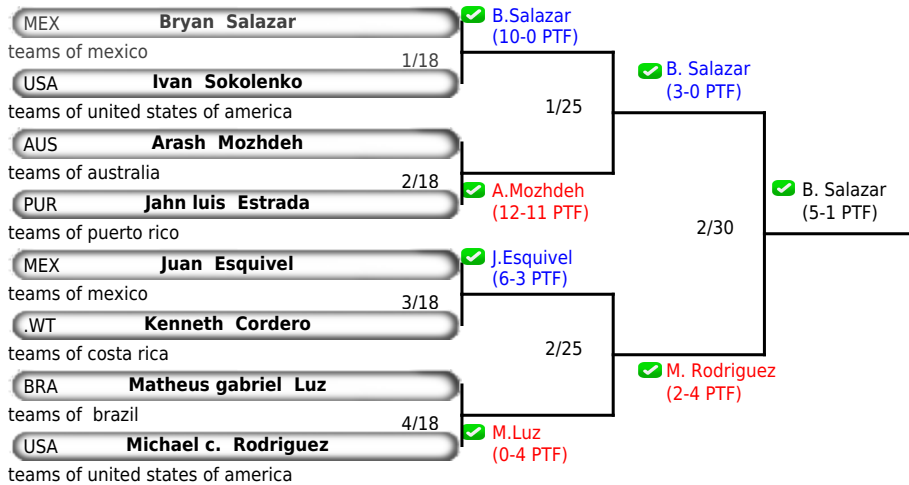 MEX Bryan Salazar
B.Salazar
(10-0 PTF)
teams of mexico
1/18
USA Ivan Sokolenko
B. Salazar
(3-0 PTF)
teams of united states of america
1/25
AUS Arash Mozhdeh
teams of australia
2/18
A.Mozhdeh
(12-11 PTF)
PUR Jahn luis Estrada
B. Salazar
(5-1 PTF)
teams of puerto rico
2/30
MEX Juan Esquivel
J.Esquivel
(6-3 PTF)
teams of mexico
3/18
.WT Kenneth Cordero
teams of costa rica
2/25
BRA Matheus gabriel Luz
M. Rodriguez
(2-4 PTF)
teams of brazil
4/18
USA Michael c. Rodriguez
M.Luz
(0-4 PTF)
teams of united states of america